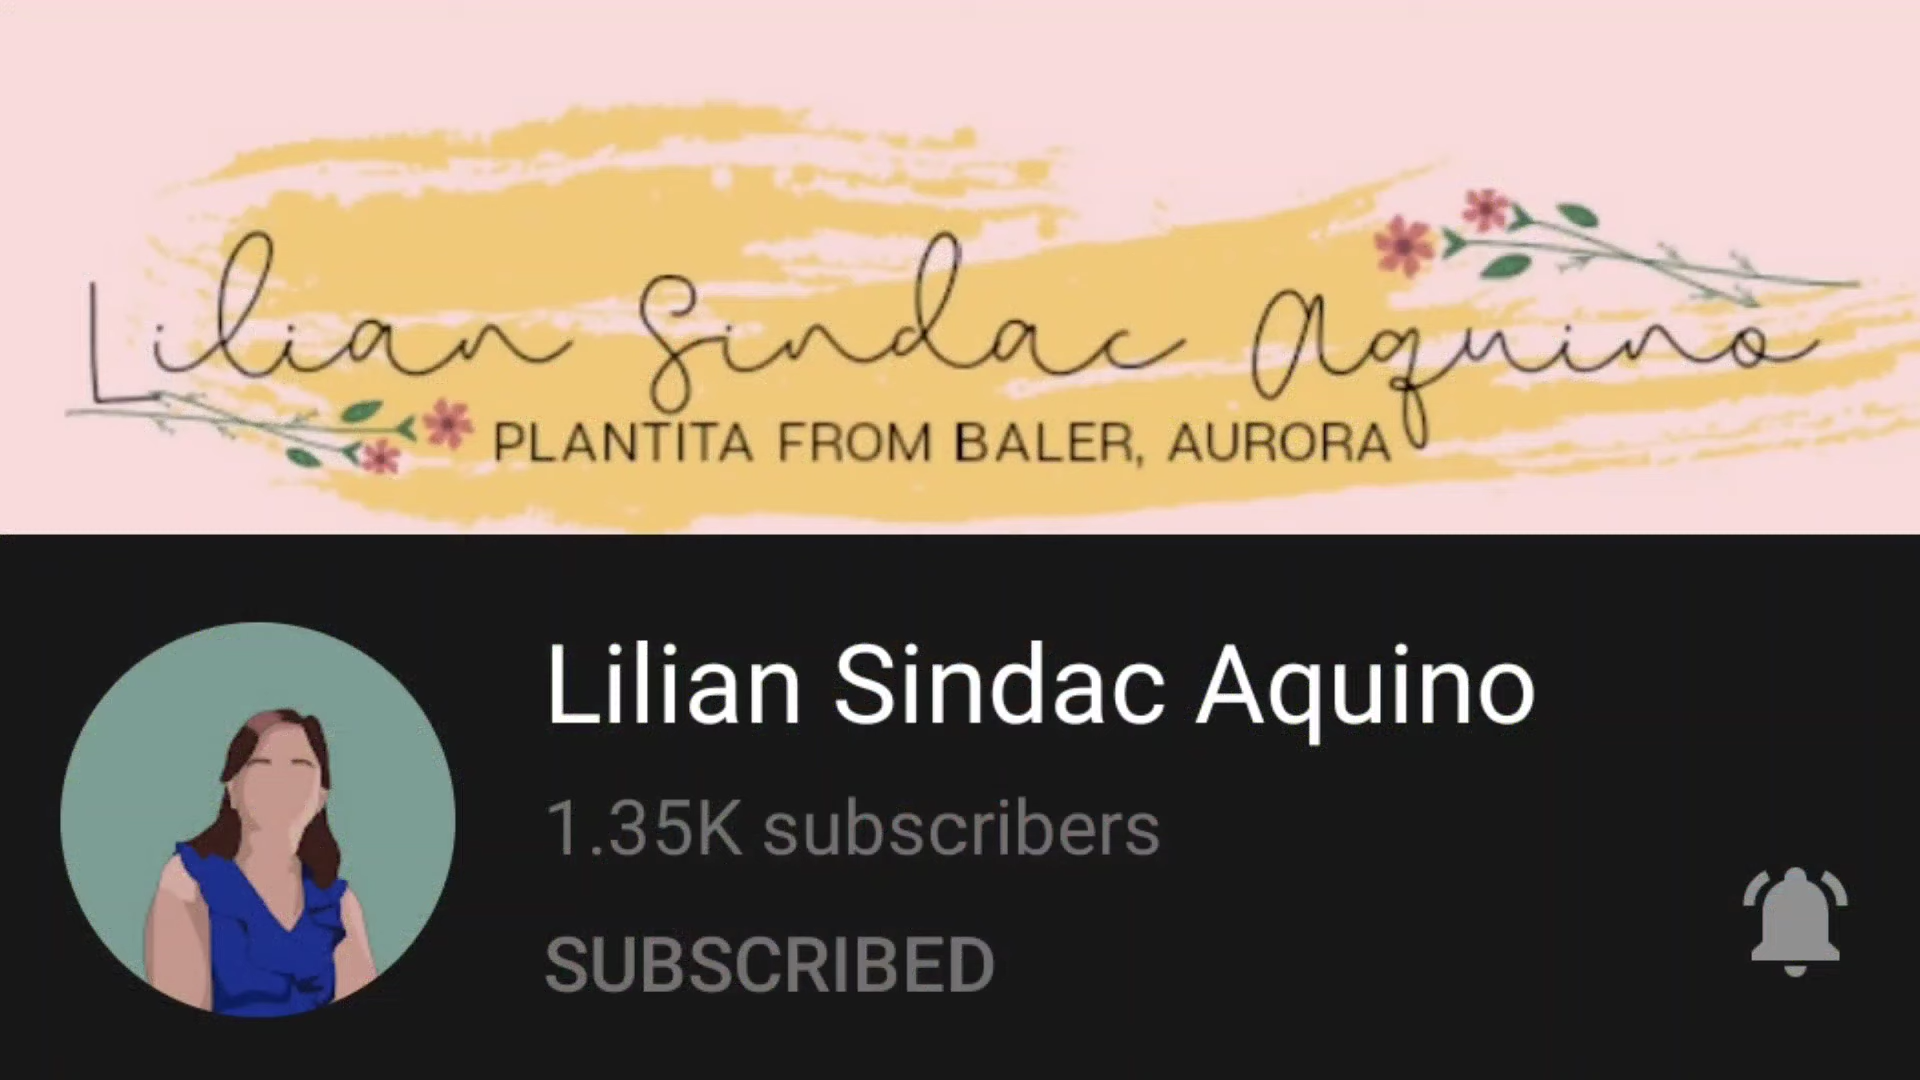 Lilian Sindac Aquino
PLANTITA FROM BALER, AURORA
Lilian Sindac Aquino
1.35K subscribers
SUBSCRIBED